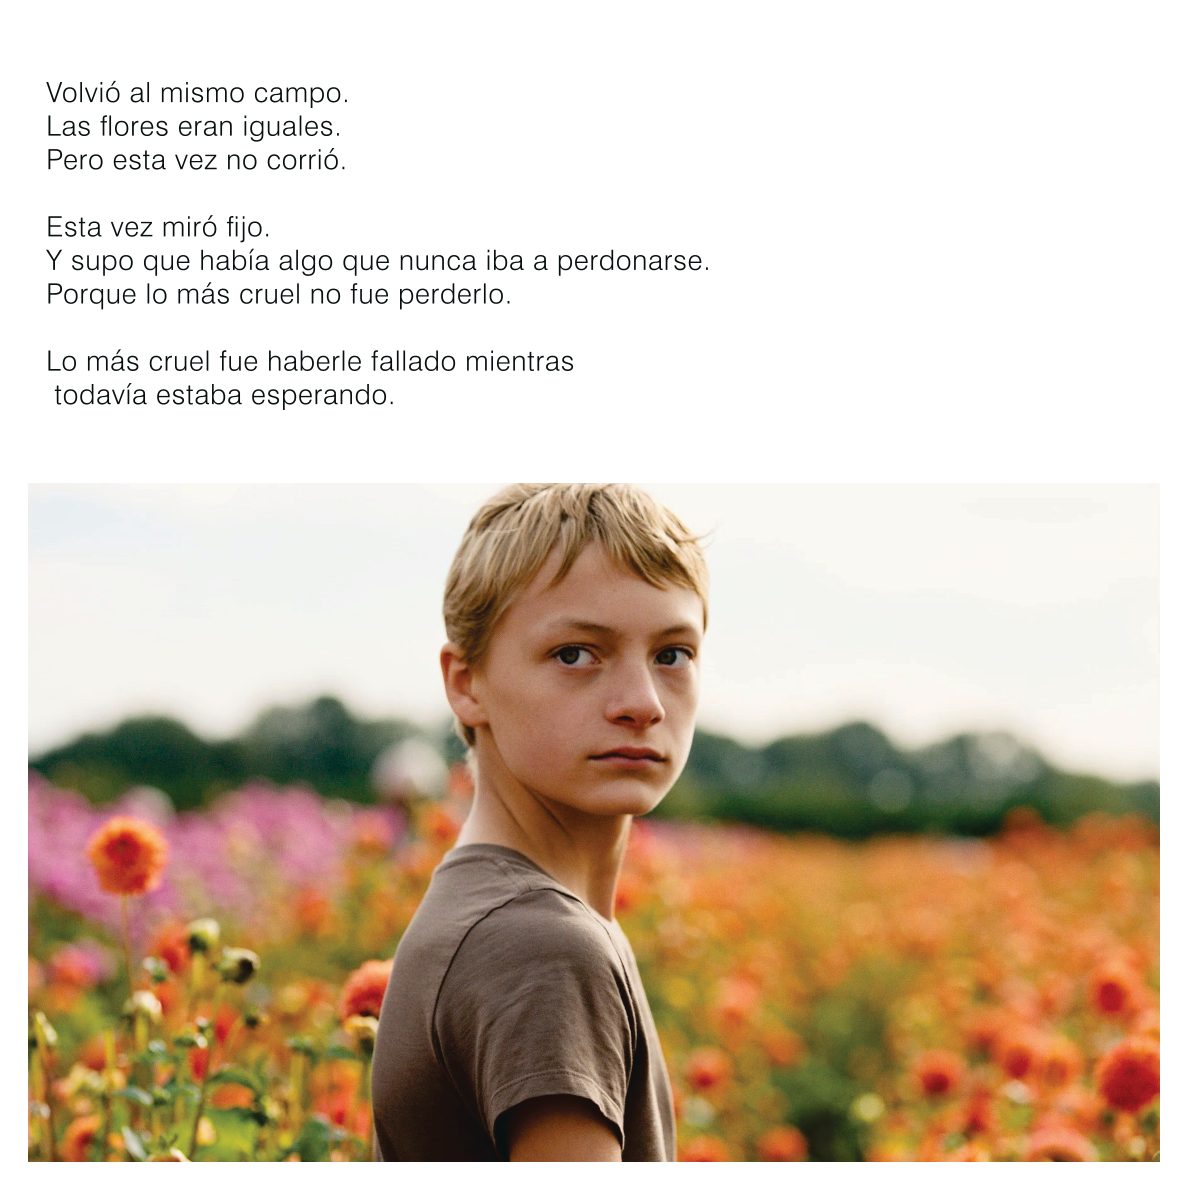 Volvió al mismo campo.
Las flores eran iguales.
Pero esta vez no corrió.
Esta vez miró fijo.
Y supo que había algo que nunca iba a perdonarse.
Porque lo más cruel no fue perderlo.
Lo más cruel fue haberle fallado mientras
todavía estaba esperando.